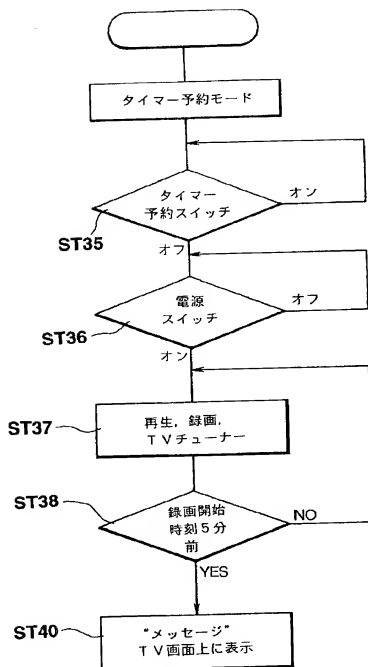 タイマー予約モード
タイマー
予約スイッチ
オン
ST35
オフ
電源
スイッチ
オフ
ST36
オン
ST37
再生，録画，
TVチューナー
ST38
録画開始
時刻5分
前
NO
YES
ST40
“メッセージ”
TV画面上に表示